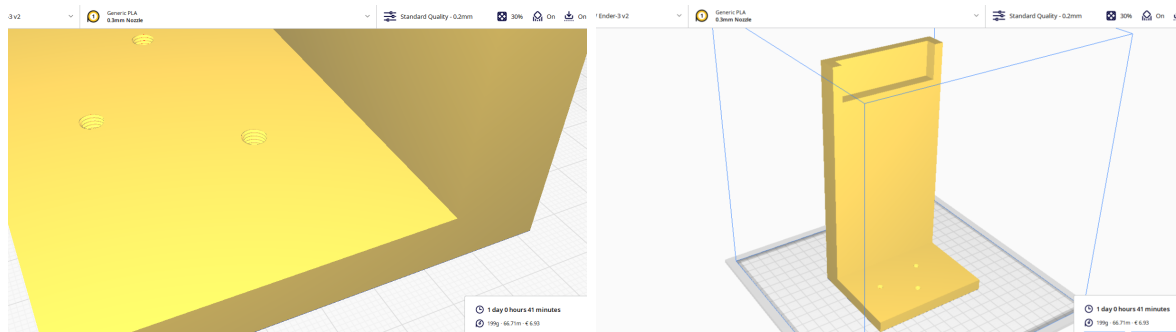 -3 v2
1
Generic PLA
0.3mm Nozzle
Standard Quality - 0.2mm
30%
On
On
1 day 0 hours 41 minutes
199g · 66.71m · € 6.93
Ender-3 v2
1
Generic PLA
0.3mm Nozzle
Standard Quality - 0.2mm
30%
On
1 day 0 hours 41 minutes
199g · 66.71m · € 6.93